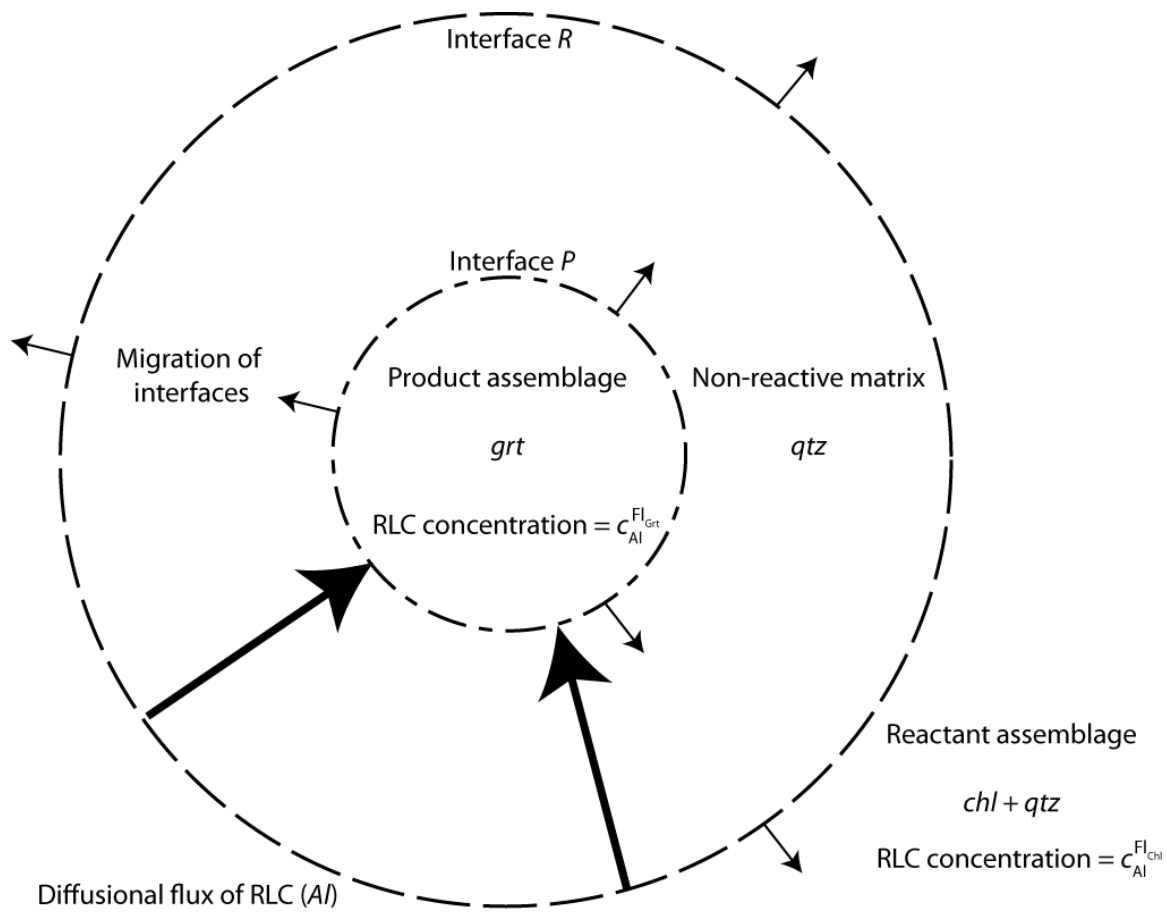 Interface R
Interface P
Migration of
interfaces
Product assemblage
Non-reactive matrix
grt
qtz
RLC concentration = c_Al^Fl_Grt
Reactant assemblage
chl + qtz
RLC concentration = c_Al^Fl_Chl
Diffusional flux of RLC (Al)